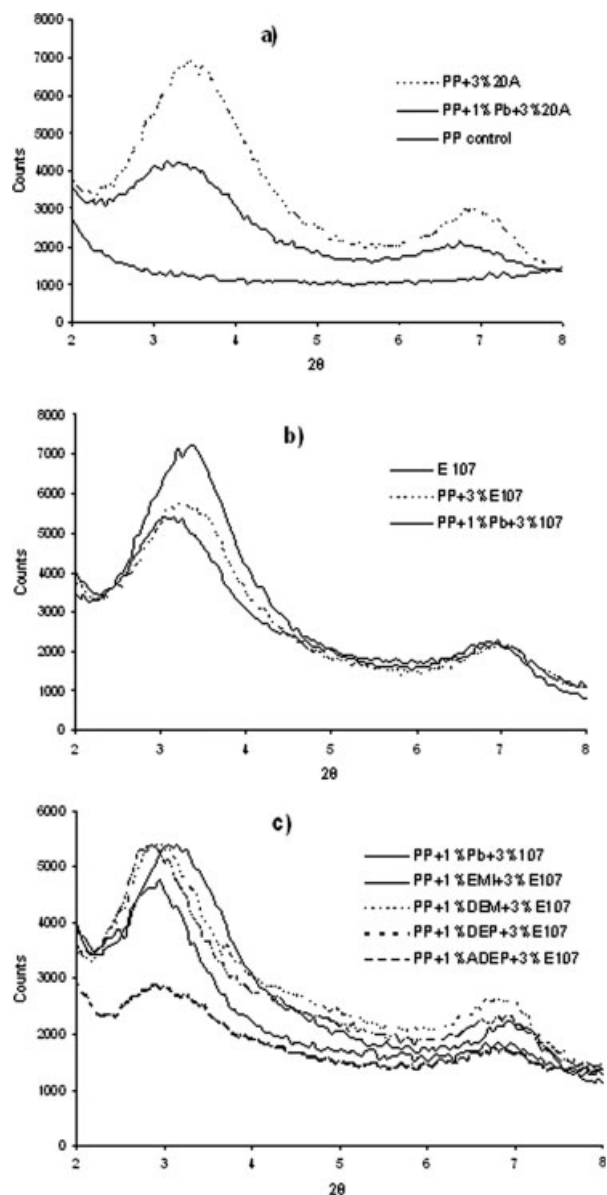 a)
8000
7000
6000
5000
4000
3000
2000
1000
0
Counts
PP+3%20A
PP+1%Pb+3%20A
PP control
2 3 4 5 6 7 8
2θ
b)
8000
7000
6000
5000
4000
3000
2000
1000
0
Counts
E 107
PP+3%E107
PP+1%Pb+3%107
2 3 4 5 6 7 8
2θ
c)
6000
5000
4000
3000
2000
1000
0
Counts
PP+1%Pb+3%107
PP+1%EMI+3%E107
PP+1%DEM+3%E107
PP+1%DEP+3%E107
PP+1%ADEP+3%E107
2 3 4 5 6 7 8
2θ